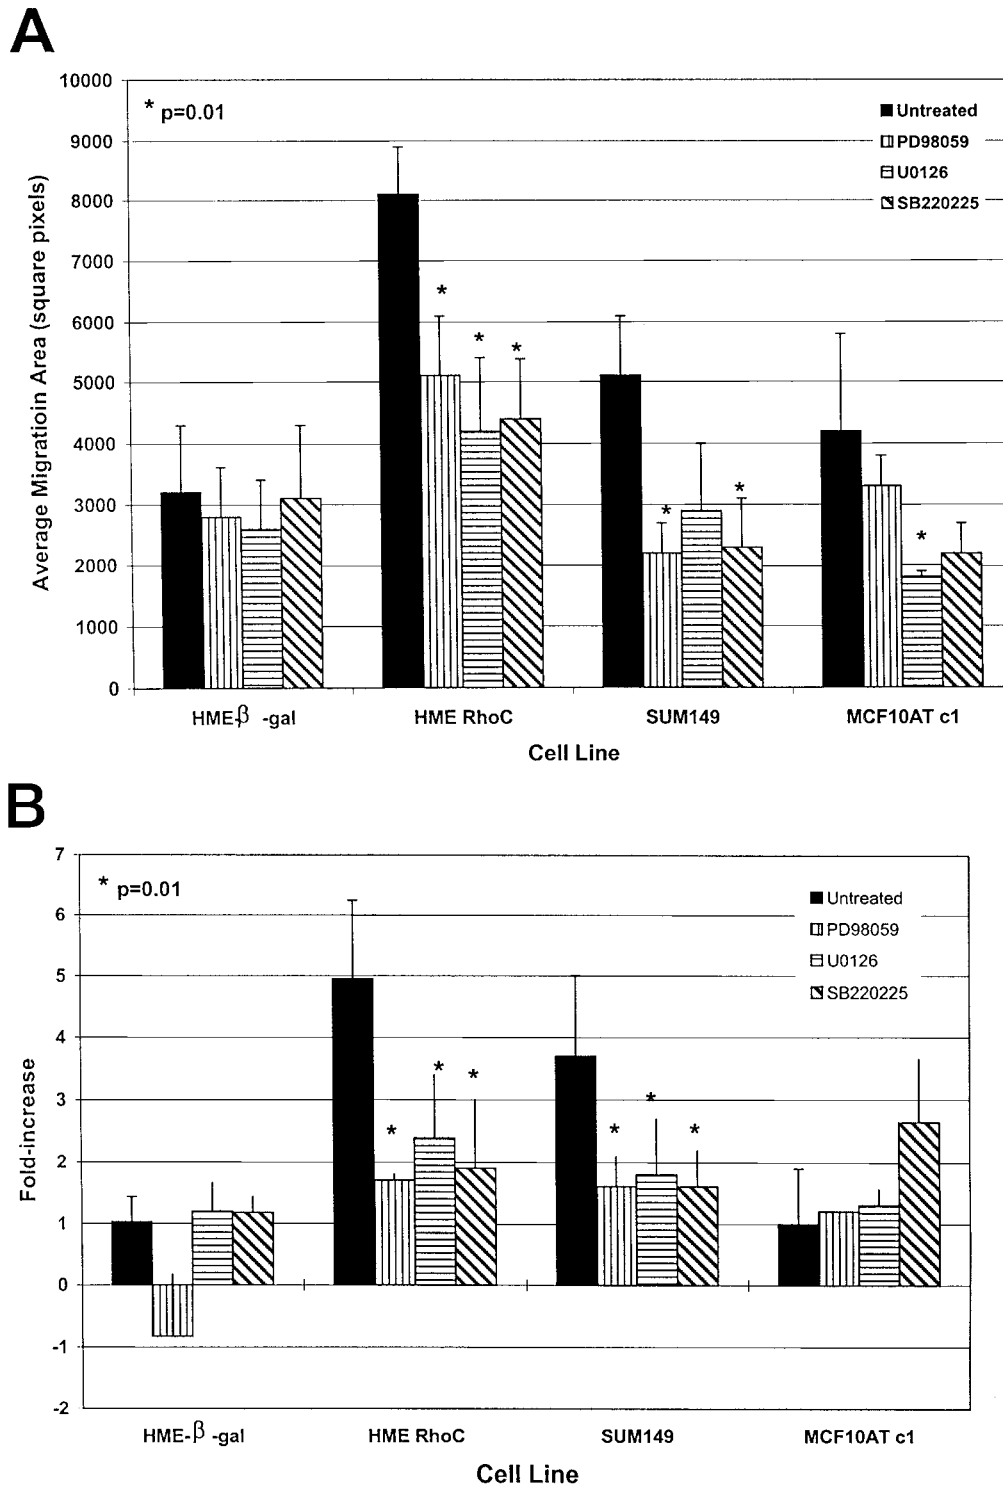 A
10000
9000
8000
7000
6000
5000
4000
3000
2000
1000
0
Average Migratioin Area (square pixels)
* p=0.01
Untreated
PD98059
U0126
SB220225
*
*
*
*
*
*
HME-β -gal
HME RhoC
SUM149
MCF10AT c1
Cell Line
B
7
6
5
4
3
2
1
0
-1
-2
Fold-increase
* p=0.01
Untreated
PD98059
U0126
SB220225
*
*
*
*
*
*
HME-β -gal
HME RhoC
SUM149
MCF10AT c1
Cell Line